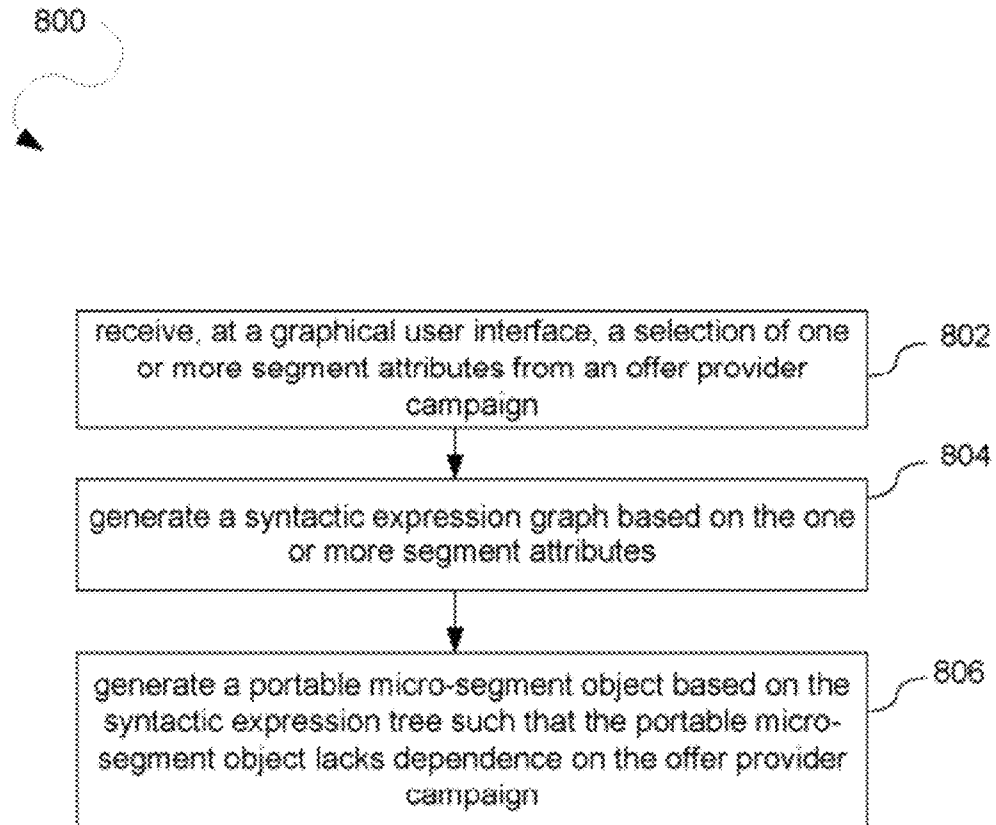 800
receive, at a graphical user interface, a selection of one
or more segment attributes from an offer provider
campaign
802
generate a syntactic expression graph based on the one
or more segment attributes
804
generate a portable micro-segment object based on the
syntactic expression tree such that the portable micro-
segment object lacks dependence on the offer provider
campaign
806